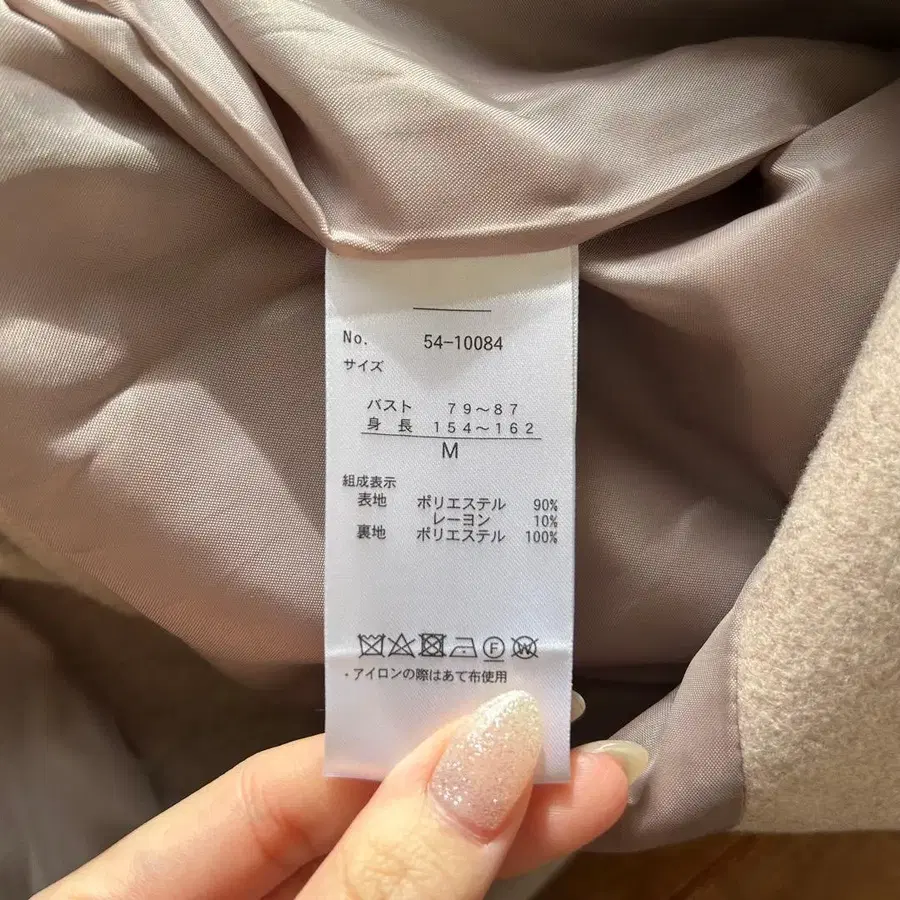 No. 54-10084
サイズ
バスト 79～87
身長 154～162
M
組成表示
表地 ポリエステル 90%
レーヨン 10%
裏地 ポリエステル 100%
F W
・アイロンの際はあて布使用